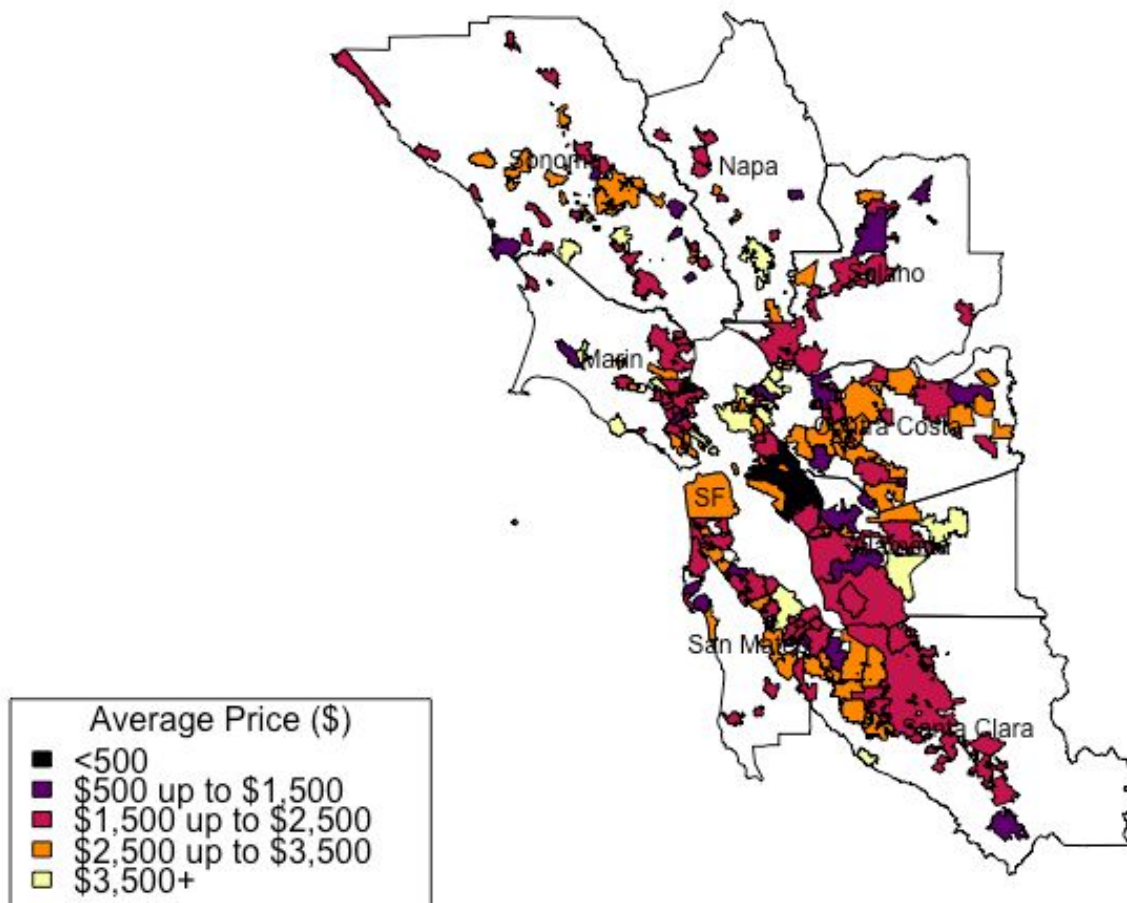 Sonoma
Napa
Solano
Marin
Contra Costa
SF
Alameda
San Mateo
Santa Clara
Average Price ($)
<500
$500 up to $1,500
$1,500 up to $2,500
$2,500 up to $3,500
$3,500+